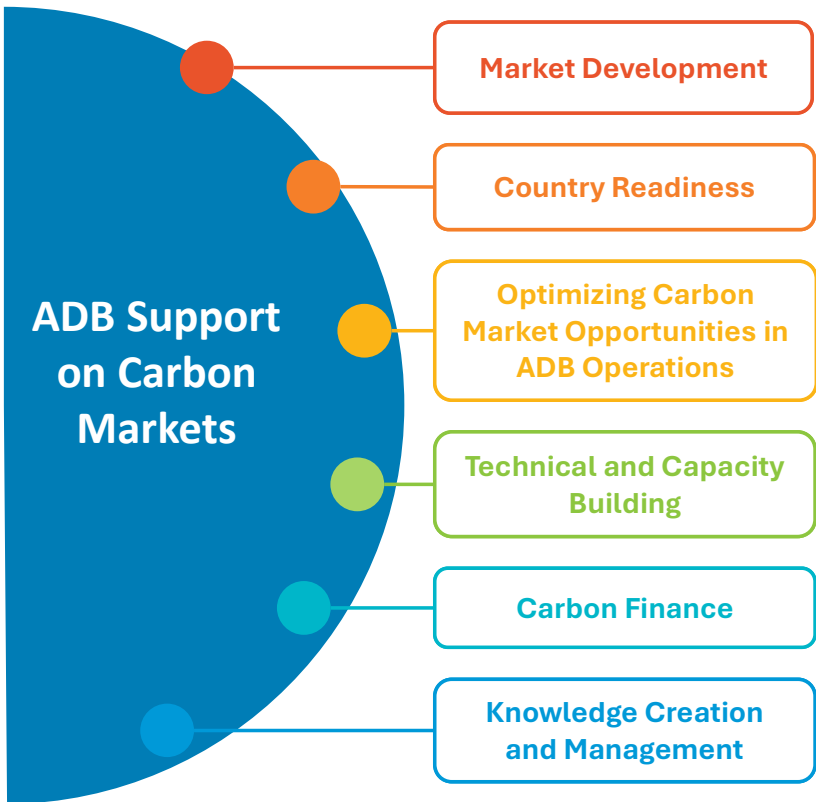 ADB Support
on Carbon
Markets
Market Development
Country Readiness
Optimizing Carbon
Market Opportunities in
ADB Operations
Technical and Capacity
Building
Carbon Finance
Knowledge Creation
and Management